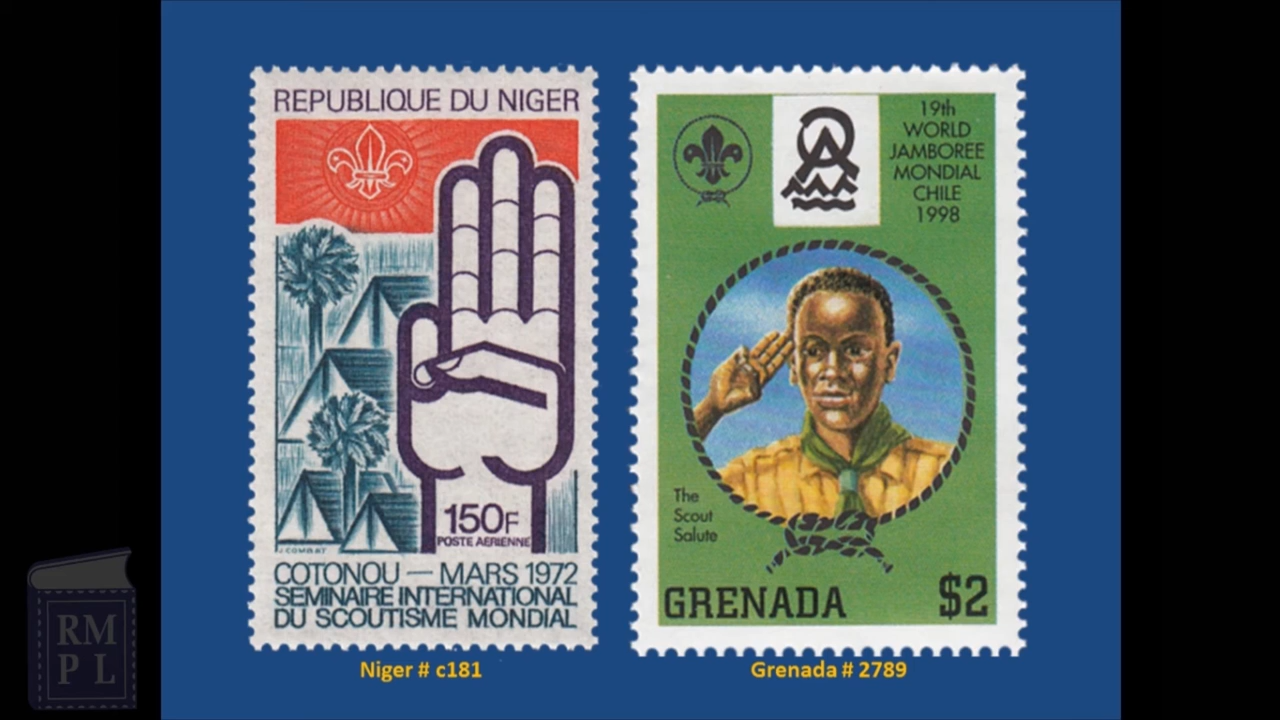 REPUBLIQUE DU NIGER
150F
POSTE AERIENNE
J. COMBET
COTONOU — MARS 1972
SEMINAIRE INTERNATIONAL
DU SCOUTISME MONDIAL
Niger # c181
19th
WORLD
JAMBOREE
MONDIAL
CHILE
1998
The
Scout
Salute
GRENADA $2
Grenada # 2789
RM
PL